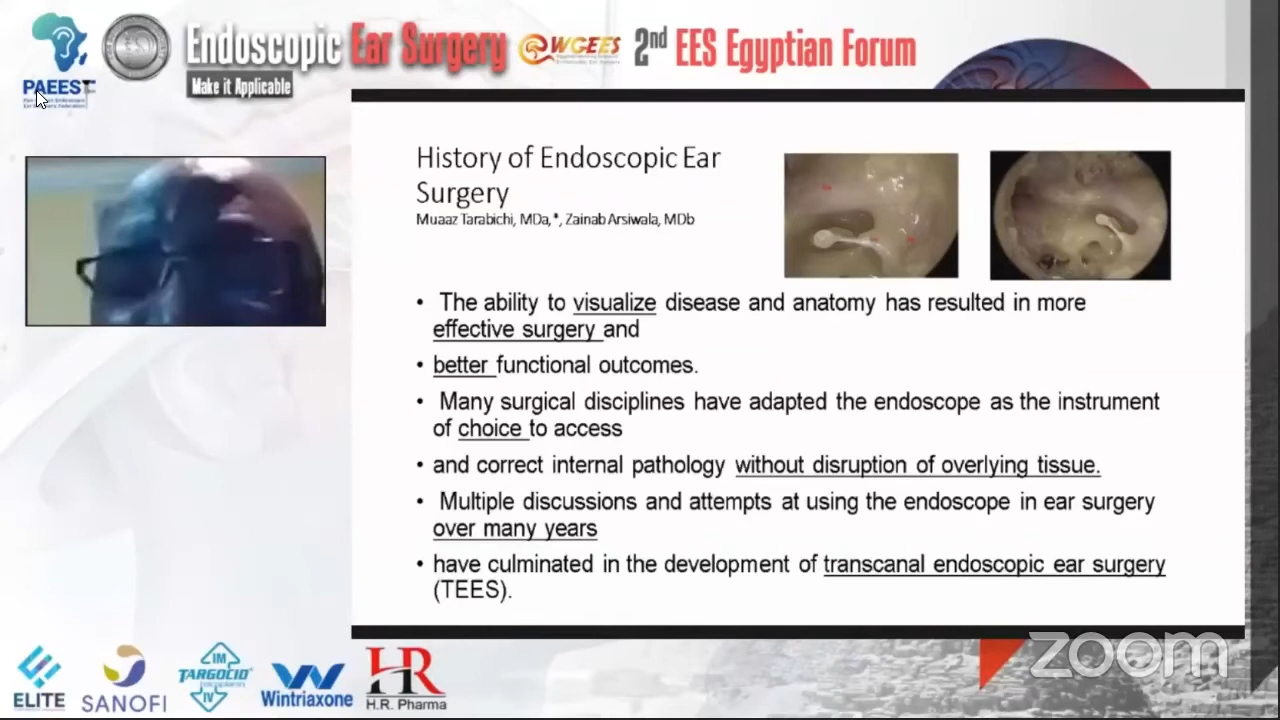 Endoscopic Ear Surgery
Make it Applicable
WGEES
2nd EES Egyptian Forum
PAEEST
History of Endoscopic Ear
Surgery
Muaaz Tarabichi, MDa,*, Zainab Arsiwala, MDb
• The ability to visualize disease and anatomy has resulted in more
effective surgery and
• better functional outcomes.
• Many surgical disciplines have adapted the endoscope as the instrument
of choice to access
• and correct internal pathology without disruption of overlying tissue.
• Multiple discussions and attempts at using the endoscope in ear surgery
over many years
• have culminated in the development of transcanal endoscopic ear surgery
(TEES).
ELITE
SANOFI
IM
TARGOCID
IV
Wintriaxone
HR
H.R. Pharma
zoom